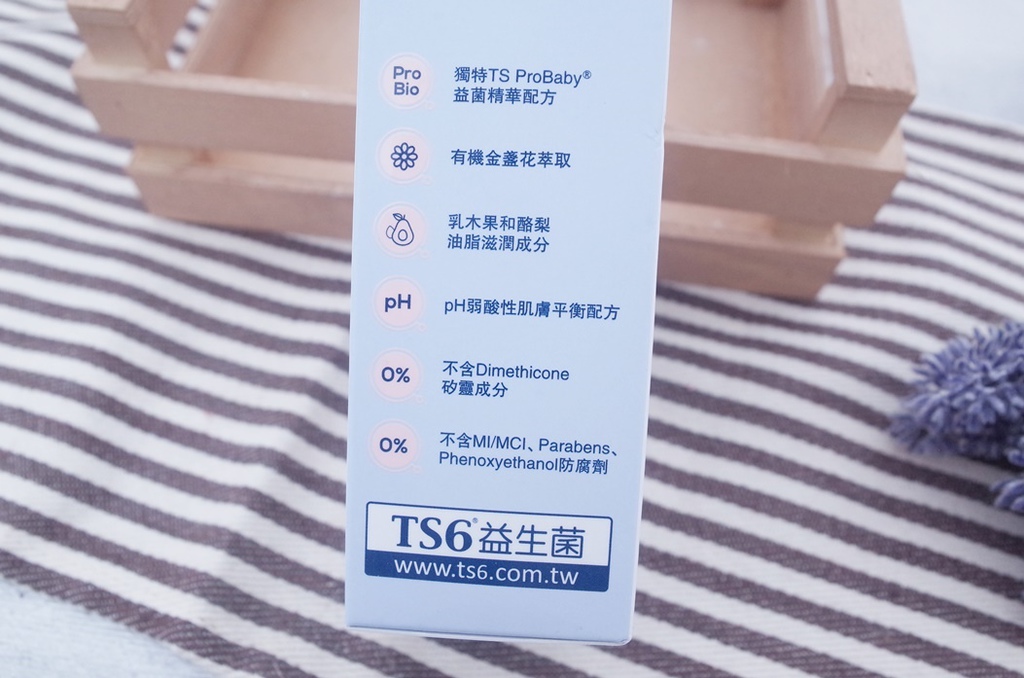 Pro
Bio
獨特TS ProBaby®
益菌精華配方
有機金盞花萃取
乳木果和酪梨
油脂滋潤成分
pH
pH弱酸性肌膚平衡配方
0%
不含Dimethicone
矽靈成分
0%
不含MI/MCI、Parabens、
Phenoxyethanol防腐劑
TS6®益生菌
www.ts6.com.tw